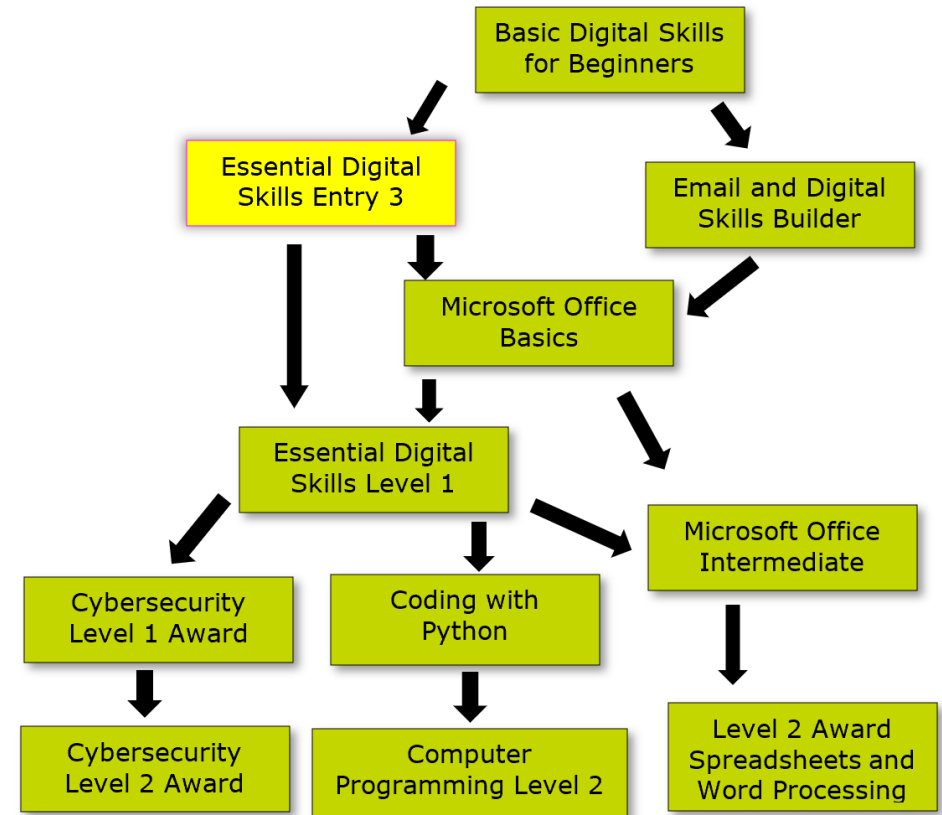 Basic Digital Skills
for Beginners
Essential Digital
Skills Entry 3
Email and Digital
Skills Builder
Microsoft Office
Basics
Essential Digital
Skills Level 1
Microsoft Office
Intermediate
Cybersecurity
Level 1 Award
Coding with
Python
Cybersecurity
Level 2 Award
Computer
Programming Level 2
Level 2 Award
Spreadsheets and
Word Processing